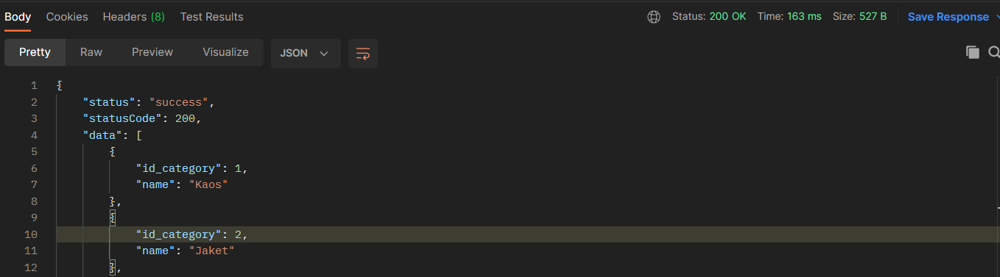 Body Cookies Headers (8) Test Results Status: 200 OK Time: 163 ms Size: 527 B Save Response
Pretty Raw Preview Visualize JSON
1 {
2 "status": "success",
3 "statusCode": 200,
4 "data": [
5 {
6 "id_category": 1,
7 "name": "Kaos"
8 },
9 {
10 "id_category": 2,
11 "name": "Jaket"
12 },